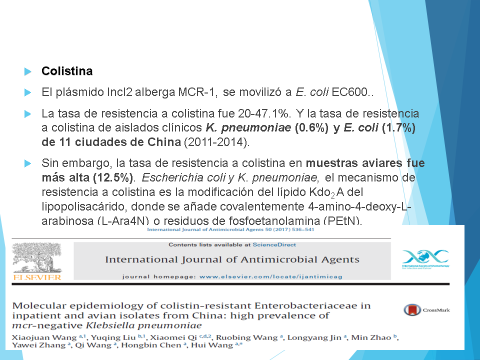 Colistina
El plásmido IncI2 alberga MCR-1, se movilizó a E. coli EC600..
La tasa de resistencia a colistina fue 20-47.1%. Y la tasa de resistencia
a colistina de aislados clínicos K. pneumoniae (0.6%) y E. coli (1.7%)
de 11 ciudades de China (2011-2014).
Sin embargo, la tasa de resistencia a colistina en muestras aviares fue
más alta (12.5%). Escherichia coli y K. pneumoniae, el mecanismo de
resistencia a colistina es la modificación del lípido Kdo2 A del
lipopolisacárido, donde se añade covalentemente 4-amino-4-deoxy-L-
arabinosa (L-Ara4N) o residuos de fosfoetanolamina (PEtN).
International Journal of Antimicrobial Agents 50 (2017) 536–541
Contents lists available at ScienceDirect
International Journal of Antimicrobial Agents
journal homepage: www.elsevier.com/locate/ijantimicag
ELSEVIER
Molecular epidemiology of colistin-resistant Enterobacteriaceae in
inpatient and avian isolates from China: high prevalence of
mcr-negative Klebsiella pneumoniae
CrossMark
Xiaojuan Wang a,1, Yuqing Liu b,1, Xiaomei Qi c,d,2, Ruobing Wang a, Longyang Jin a, Min Zhao b,
Yawei Zhang a, Qi Wang a, Hongbin Chen a, Hui Wang a,*